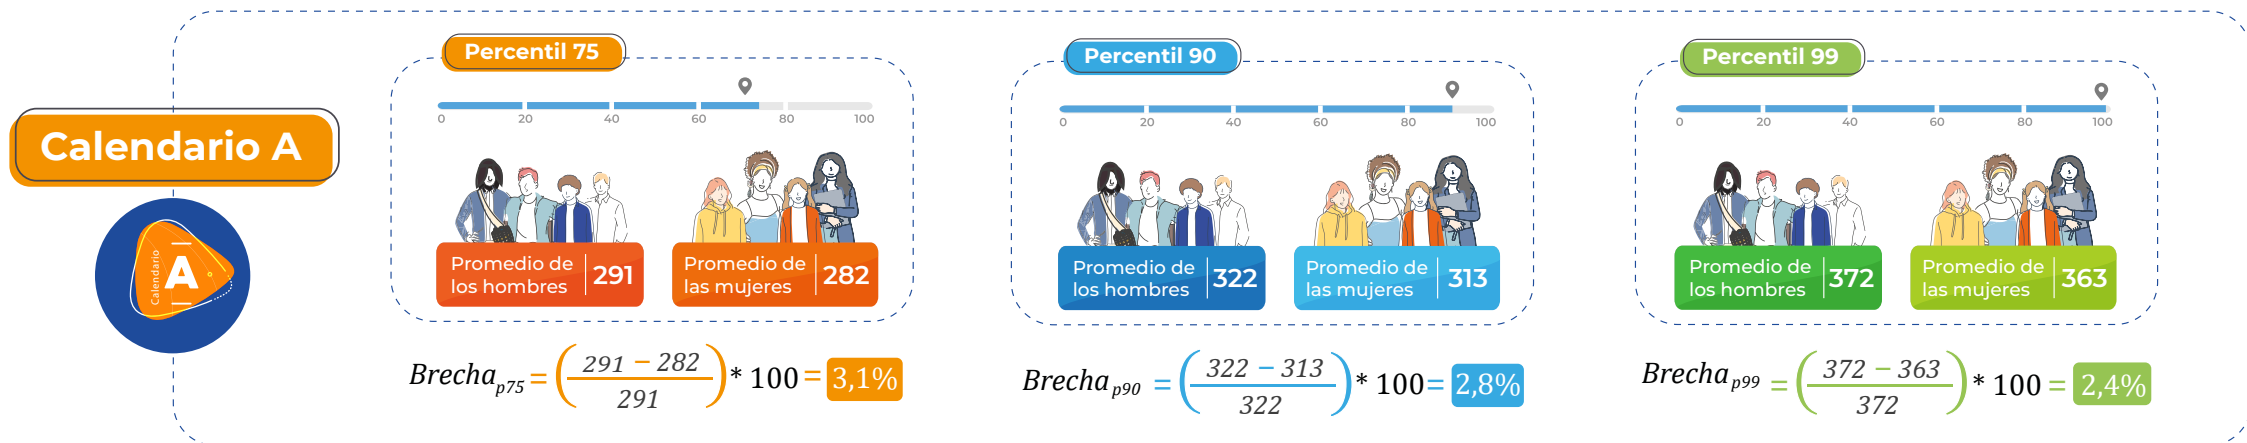 Calendario A
Calendario
A
Percentil 75
0 20 40 60 80 100
Promedio de los hombres 291
Promedio de las mujeres 282
Brecha p75 = ( 291 − 282 / 291 ) * 100 = 3,1%
Percentil 90
0 20 40 60 80 100
Promedio de los hombres 322
Promedio de las mujeres 313
Brecha p90 = ( 322 − 313 / 322 ) * 100 = 2,8%
Percentil 99
0 20 40 60 80 100
Promedio de los hombres 372
Promedio de las mujeres 363
Brecha p99 = ( 372 − 363 / 372 ) * 100 = 2,4%